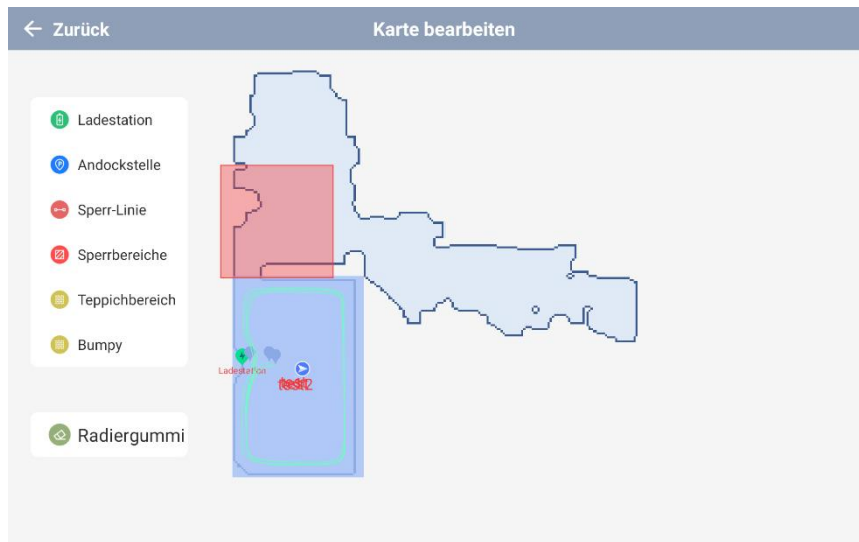 Zurück
Karte bearbeiten
Ladestation
Andockstelle
Sperr-Linie
Sperrbereiche
Teppichbereich
Bumpy
Radiergummi
Ladestation